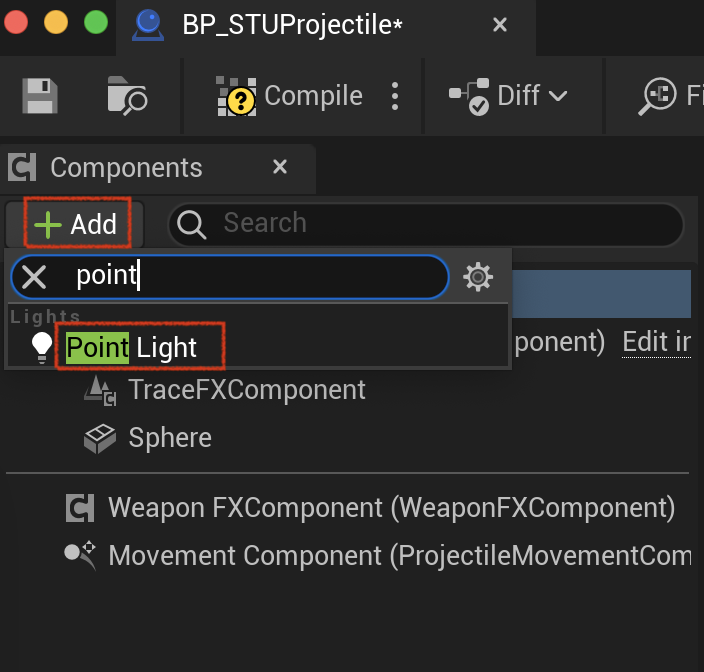 BP_STUProjectile*
Compile
Diff
Fi
Components
Add
Search
point
Lights
Point Light
ponent) Edit in
TraceFXComponent
Sphere
Weapon FXComponent (WeaponFXComponent)
Movement Component (ProjectileMovementCom